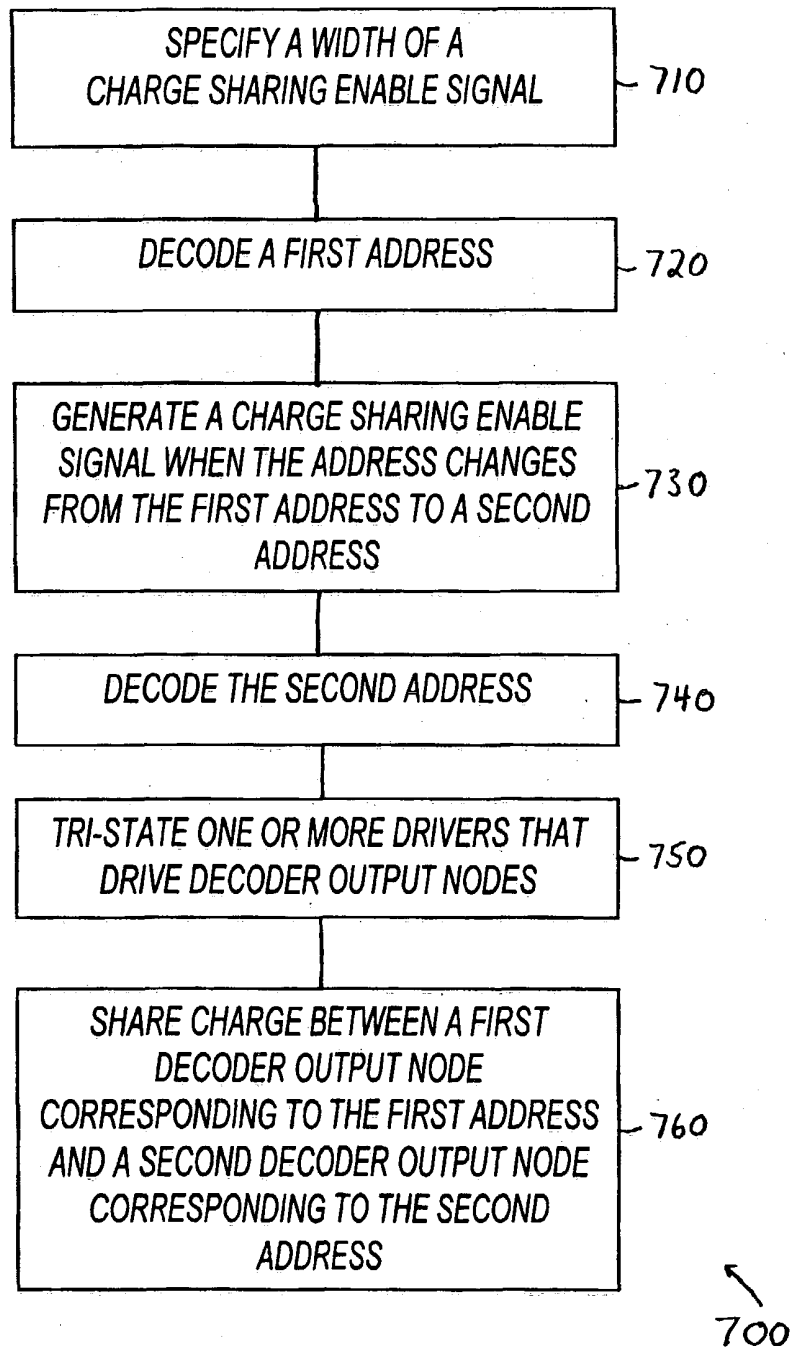 SPECIFY A WIDTH OF A
CHARGE SHARING ENABLE SIGNAL
710
DECODE A FIRST ADDRESS
720
GENERATE A CHARGE SHARING ENABLE
SIGNAL WHEN THE ADDRESS CHANGES
FROM THE FIRST ADDRESS TO A SECOND
ADDRESS
730
DECODE THE SECOND ADDRESS
740
TRI-STATE ONE OR MORE DRIVERS THAT
DRIVE DECODER OUTPUT NODES
750
SHARE CHARGE BETWEEN A FIRST
DECODER OUTPUT NODE
CORRESPONDING TO THE FIRST ADDRESS
AND A SECOND DECODER OUTPUT NODE
CORRESPONDING TO THE SECOND
ADDRESS
760
700